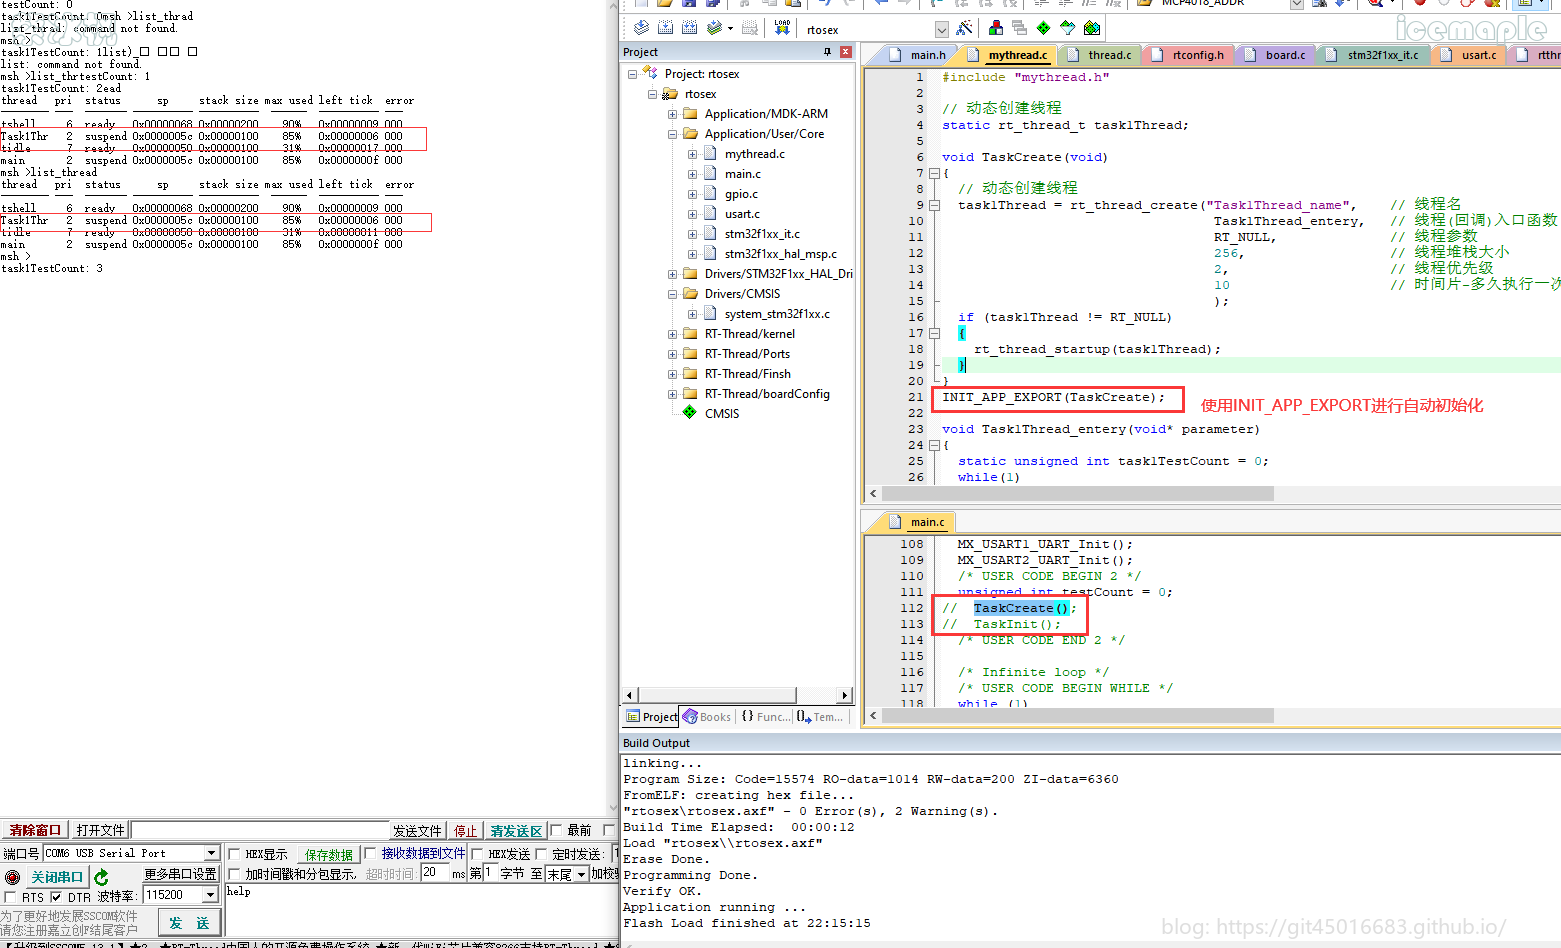 testCount: 0
task1TestCount: 0msh >list_thrad
list_thrad: command not found.
msh >
task1TestCount: 1list)_□ □□ □
list: command not found.
msh >list_thrtestCount: 1
task1TestCount: 2ead
thread pri status sp stack size max used left tick error
tshell 6 ready 0x00000068 0x00000200 90% 0x00000009 000
Task1Thr 2 suspend 0x0000005c 0x00000100 85% 0x00000006 000
tidle 7 ready 0x00000050 0x00000100 31% 0x00000017 000
main 2 suspend 0x0000005c 0x00000100 85% 0x0000000f 000
msh >list_thread
thread pri status sp stack size max used left tick error
tshell 6 ready 0x00000068 0x00000200 90% 0x00000009 000
Task1Thr 2 suspend 0x0000005c 0x00000100 85% 0x00000006 000
tidle 7 ready 0x00000050 0x00000100 31% 0x00000011 000
main 2 suspend 0x0000005c 0x00000100 85% 0x0000000f 000
msh >
task1TestCount: 3
清除窗口 打开文件 发送文件 停止 清发送区 最前
端口号 COM6 USB Serial Port HEX显示 保存数据 接收数据到文件 HEX发送 定时发送:
关闭串口 更多串口设置 加时间戳和分包显示, 超时时间: 20 ms 第1 字节 至 末尾 加校
RTS DTR 波特率: 115200
help
为了更好地发展SSCOM软件
请您注册嘉立创F结尾客户
发 送
MCP4018_ADDR
LOAD
rtosex
icemaple
Project
Project: rtosex
rtosex
Application/MDK-ARM
Application/User/Core
mythread.c
main.c
gpio.c
usart.c
stm32f1xx_it.c
stm32f1xx_hal_msp.c
Drivers/STM32F1xx_HAL_Dri
Drivers/CMSIS
system_stm32f1xx.c
RT-Thread/kernel
RT-Thread/Ports
RT-Thread/Finsh
RT-Thread/boardConfig
CMSIS
Project Books {} Func... Tem...
main.h mythread.c thread.c rtconfig.h board.c stm32f1xx_it.c usart.c rtthr
1 #include "mythread.h"
2
3 // 动态创建线程
4 static rt_thread_t task1Thread;
5
6 void TaskCreate(void)
7 {
8 // 动态创建线程
9 task1Thread = rt_thread_create("Task1Thread_name", // 线程名
10 Task1Thread_entery, // 线程(回调)入口函数
11 RT_NULL, // 线程参数
12 256, // 线程堆栈大小
13 2, // 线程优先级
14 10 // 时间片-多久执行一次
15 );
16 if (task1Thread != RT_NULL)
17 {
18 rt_thread_startup(task1Thread);
19 }
20 }
21 INIT_APP_EXPORT(TaskCreate);
使用INIT_APP_EXPORT进行自动初始化
22
23 void Task1Thread_entery(void* parameter)
24 {
25 static unsigned int task1TestCount = 0;
26 while(1)
main.c
108 MX_USART1_UART_Init();
109 MX_USART2_UART_Init();
110 /* USER CODE BEGIN 2 */
111 unsigned int testCount = 0;
112 // TaskCreate();
113 // TaskInit();
114 /* USER CODE END 2 */
115
116 /* Infinite loop */
117 /* USER CODE BEGIN WHILE */
118 while (1)
Build Output
linking...
Program Size: Code=15574 RO-data=1014 RW-data=200 ZI-data=6360
FromELF: creating hex file...
"rtosex\rtosex.axf" - 0 Error(s), 2 Warning(s).
Build Time Elapsed: 00:00:12
Load "rtosex\\rtosex.axf"
Erase Done.
Programming Done.
Verify OK.
Application running ...
Flash Load finished at 22:15:15
blog: https://git45016683.github.io/